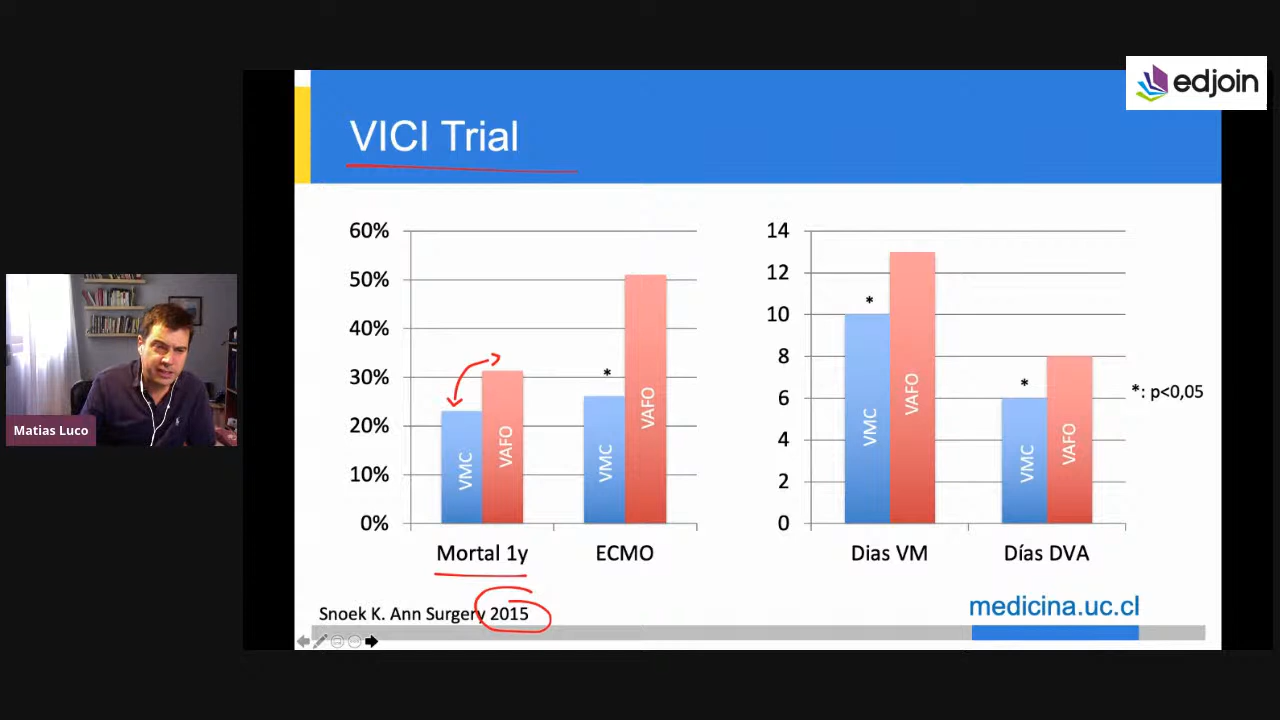 edjoin
VICI Trial
60%
50%
40%
30%
20%
10%
0%
*
VMC
VAFO
VMC
VAFO
Mortal 1y
ECMO
14
12
10
8
6
4
2
0
*
*
VMC
VAFO
VMC
VAFO
Dias VM
Días DVA
*: p<0,05
Matias Luco
Snoek K. Ann Surgery 2015
medicina.uc.cl